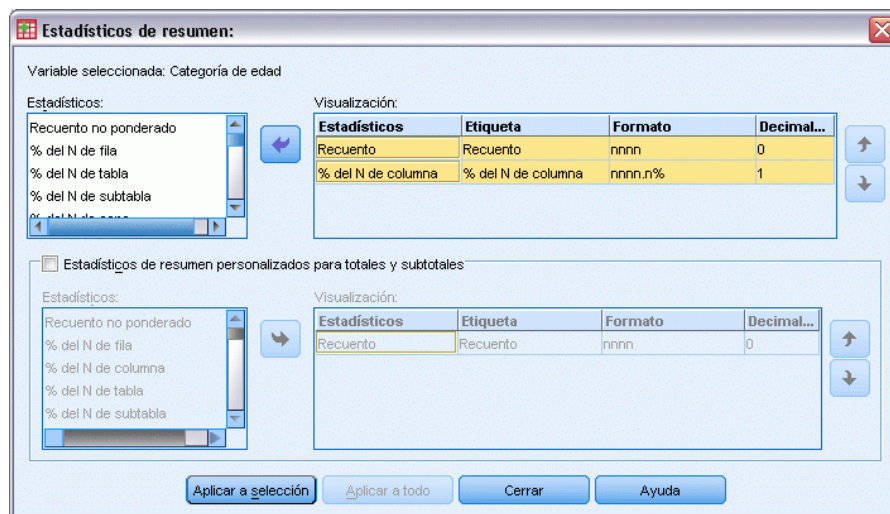 Estadísticos de resumen:
Variable seleccionada: Categoría de edad
Estadísticos:
Recuento no ponderado
% del N de fila
% del N de tabla
% del N de subtabla
Visualización:
Estadísticos Etiqueta Formato Decimal...
Recuento Recuento nnnn 0
% del N de columna % del N de columna nnnn.n% 1
Estadísticos de resumen personalizados para totales y subtotales
Estadísticos:
Recuento no ponderado
% del N de fila
% del N de columna
% del N de tabla
% del N de subtabla
Visualización:
Estadísticos Etiqueta Formato Decimal...
Recuento Recuento nnnn 0
Aplicar a selección Aplicar a todo Cerrar Ayuda